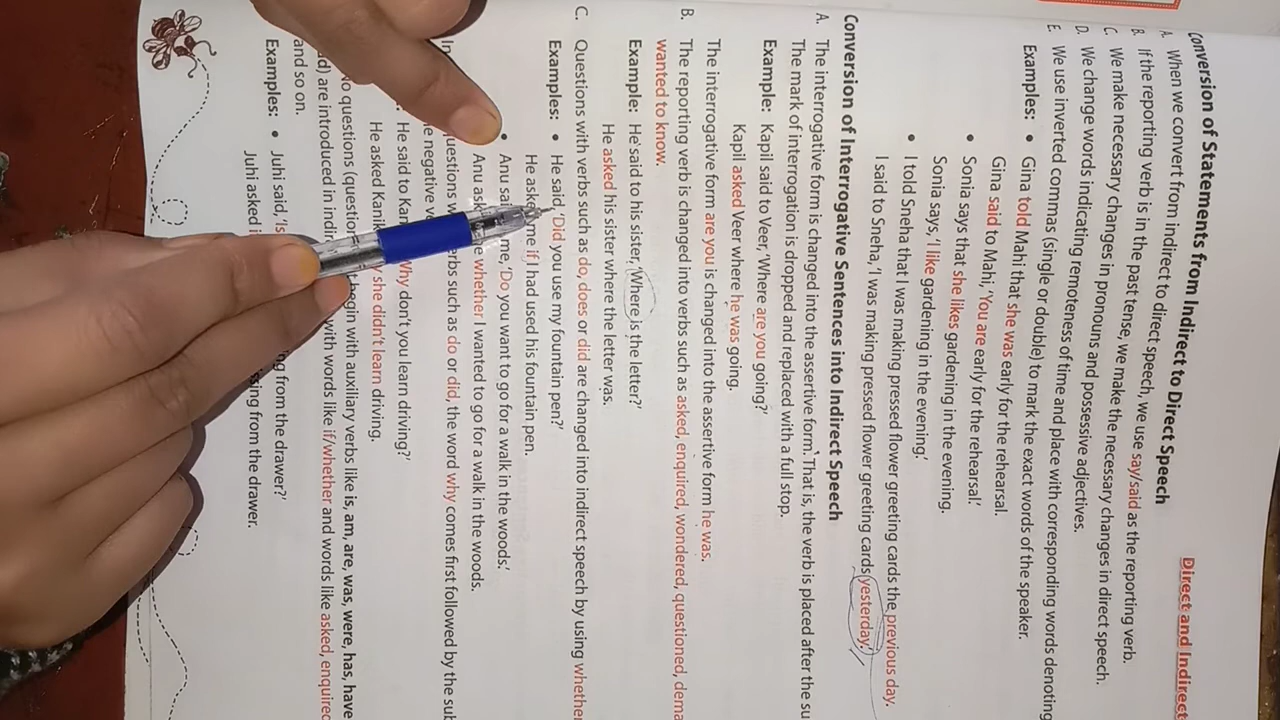 Direct and Indirect
Conversion of Statements from Indirect to Direct Speech
A. When we convert from indirect to direct speech, we use say/said as the reporting verb.
B. If the reporting verb is in the past tense, we make the necessary changes in direct speech.
C. We make necessary changes in pronouns and possessive adjectives.
D. We change words indicating remoteness of time and place with corresponding words denoting
E. We use inverted commas (single or double) to mark the exact words of the speaker.
Examples: • Gina told Mahi that she was early for the rehearsal.
Gina said to Mahi, 'You are early for the rehearsal.'
• Sonia says that she likes gardening in the evening.
Sonia says, 'I like gardening in the evening.'
• I told Sneha that I was making pressed flower greeting cards the previous day.
I said to Sneha, 'I was making pressed flower greeting cards yesterday.'
Conversion of Interrogative Sentences into Indirect Speech
A. The interrogative form is changed into the assertive form. That is, the verb is placed after the su
The mark of interrogation is dropped and replaced with a full stop.
Example: Kapil said to Veer, 'Where are you going?'
Kapil asked Veer where he was going.
The interrogative form are you is changed into the assertive form he was.
B. The reporting verb is changed into verbs such as asked, enquired, wondered, questioned, dema
wanted to know.
Example: He said to his sister, 'Where is the letter?'
He asked his sister where the letter was.
C. Questions with verbs such as do, does or did are changed into indirect speech by using whether
Examples: • He said, 'Did you use my fountain pen?'
He asked me if I had used his fountain pen.
• Anu sa me, 'Do you want to go for a walk in the woods.'
Anu ask me whether I wanted to go for a walk in the woods.
In uestions w erbs such as do or did, the word why comes first followed by the sub
e negative v
He said to Kan Why don't you learn driving?'
He asked Kanik y she didn't learn driving.
No questions (question begin with auxiliary verbs like is, am, are, was, were, has, have
d) are introduced in indi with words like if/whether and words like asked, enquired
and so on.
Examples: • Juhi said, 'Is ing from the drawer?'
Juhi asked i sing from the drawer.